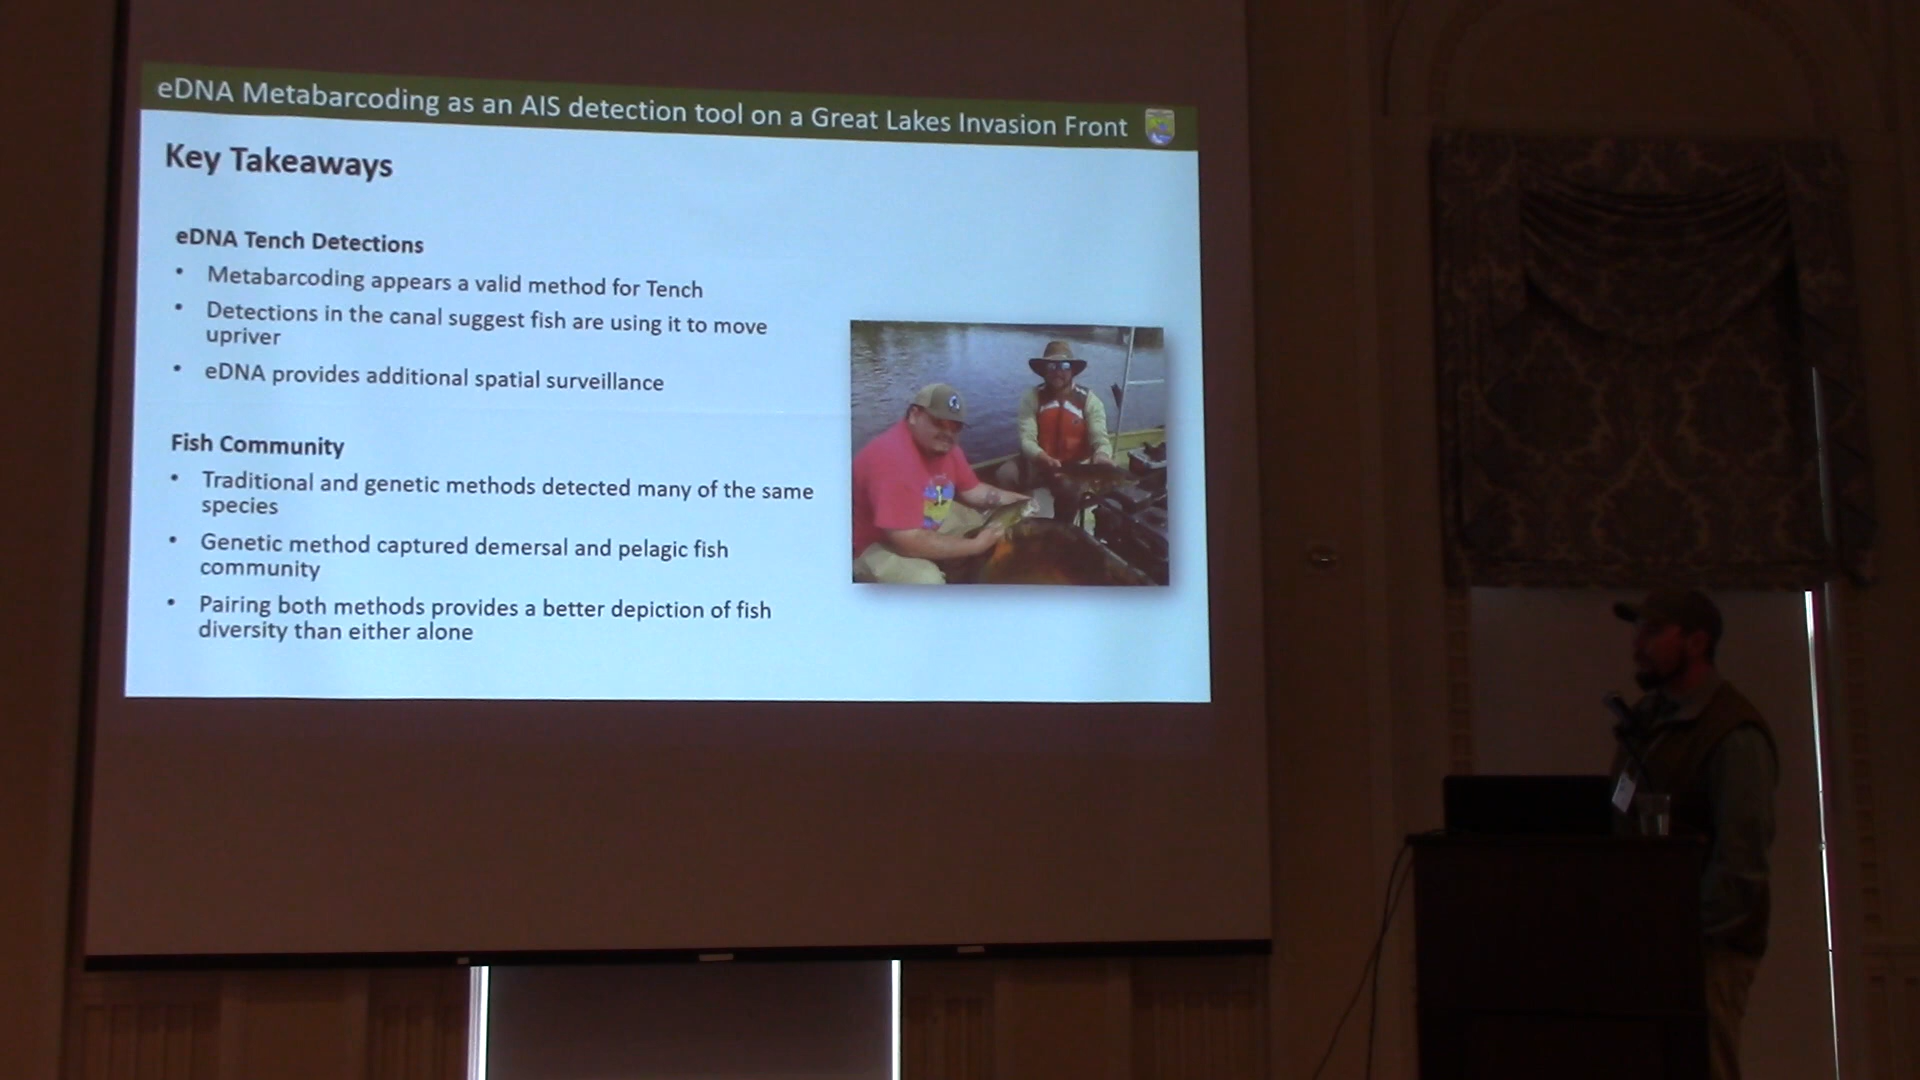 eDNA Metabarcoding as an AIS detection tool on a Great Lakes Invasion Front
Key Takeaways
eDNA Tench Detections
• Metabarcoding appears a valid method for Tench
• Detections in the canal suggest fish are using it to move
upriver
• eDNA provides additional spatial surveillance
Fish Community
• Traditional and genetic methods detected many of the same
species
• Genetic method captured demersal and pelagic fish
community
• Pairing both methods provides a better depiction of fish
diversity than either alone